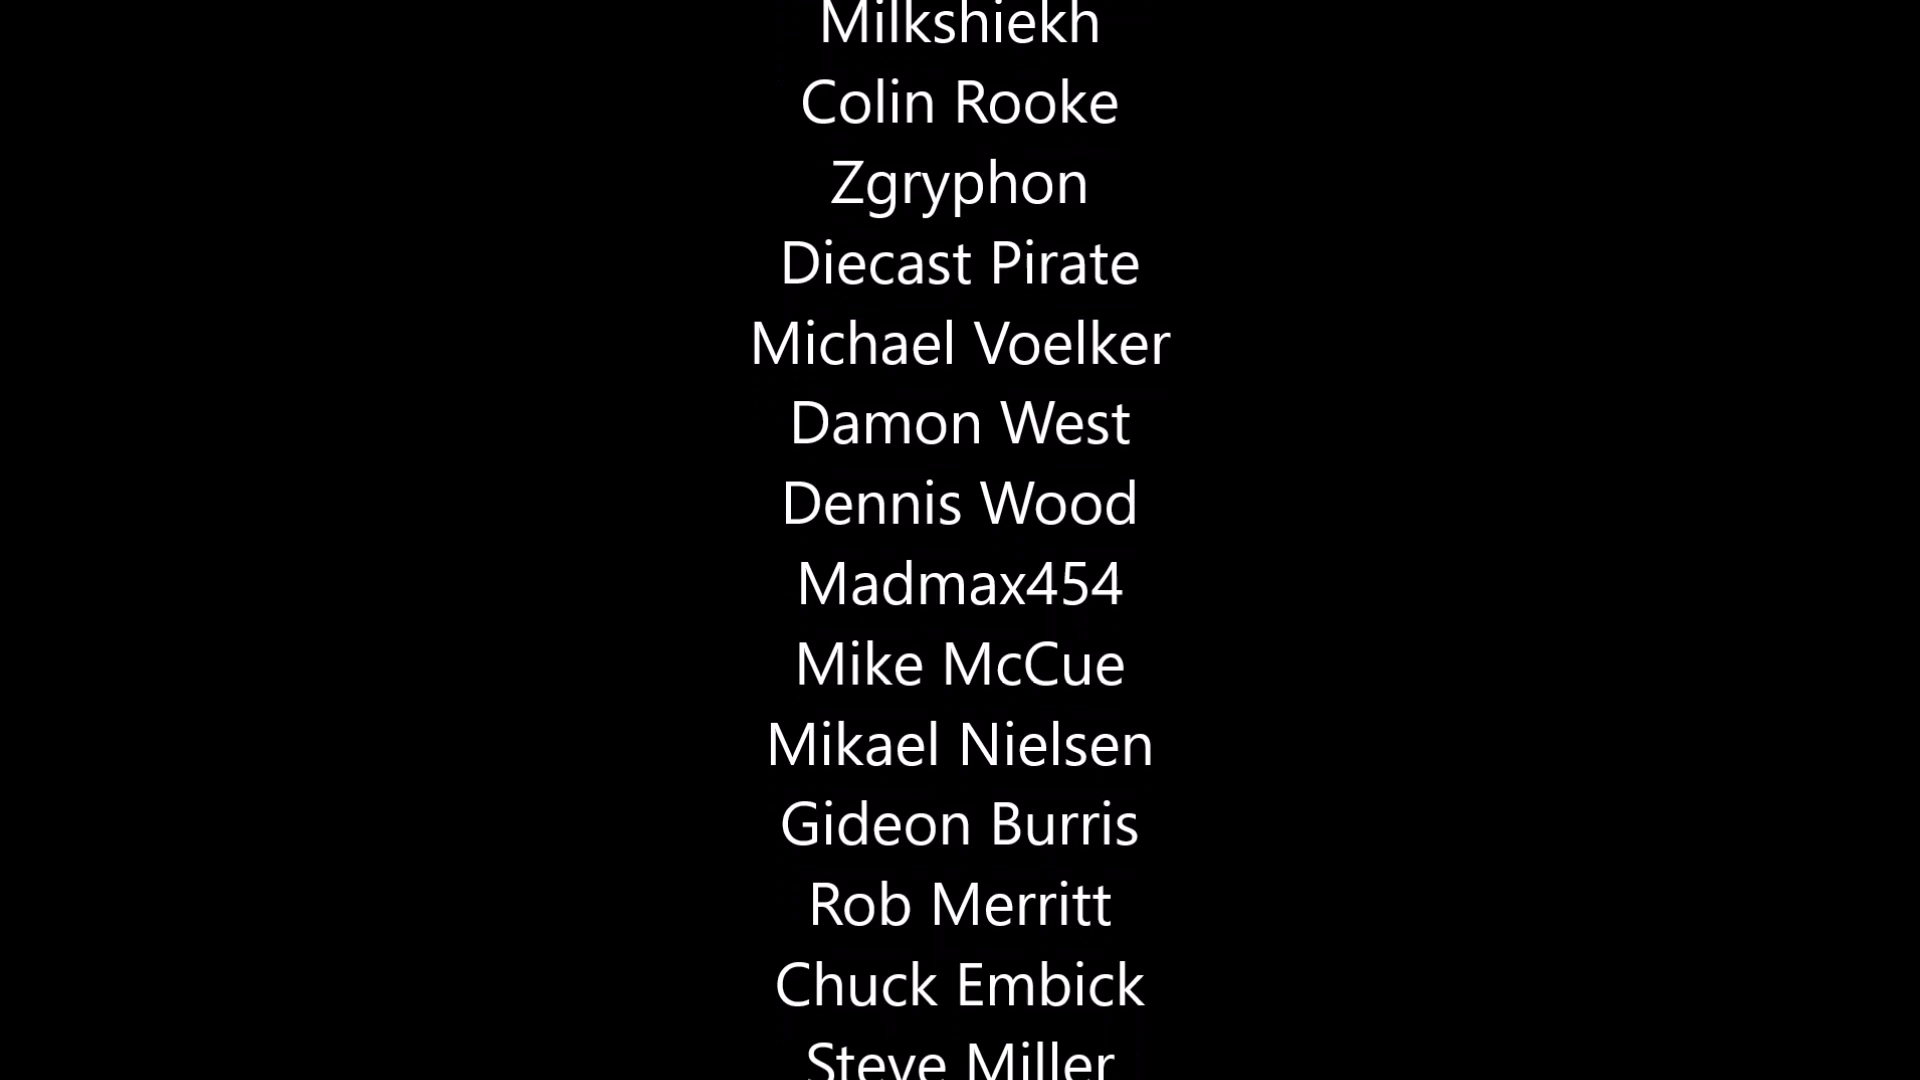 Milkshiekh
Colin Rooke
Zgryphon
Diecast Pirate
Michael Voelker
Damon West
Dennis Wood
Madmax454
Mike McCue
Mikael Nielsen
Gideon Burris
Rob Merritt
Chuck Embick
Steve Miller